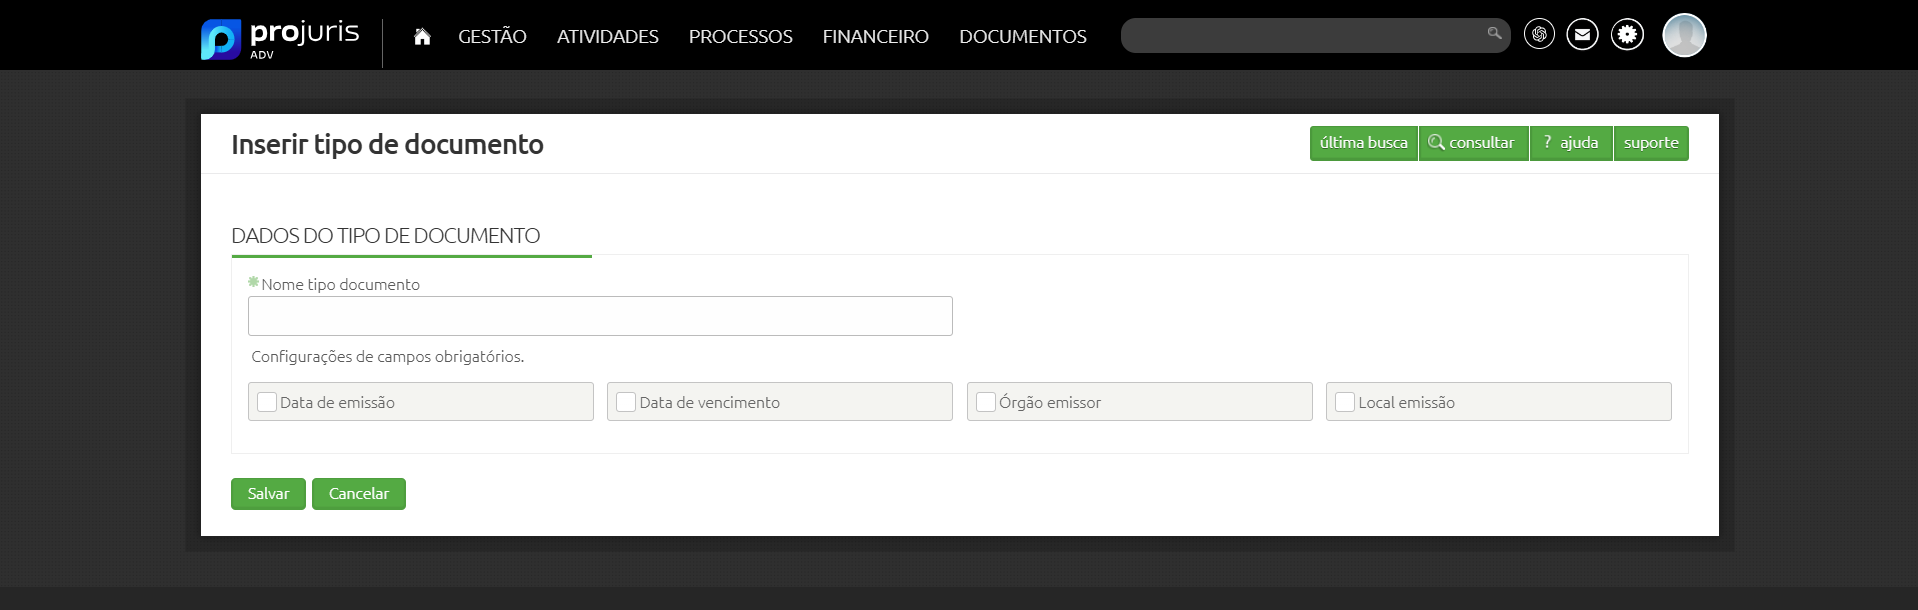 projuris
ADV
GESTÃO ATIVIDADES PROCESSOS FINANCEIRO DOCUMENTOS
Inserir tipo de documento
última busca consultar ? ajuda suporte
DADOS DO TIPO DE DOCUMENTO
Nome tipo documento
Configurações de campos obrigatórios.
Data de emissão Data de vencimento Órgão emissor Local emissão
Salvar Cancelar